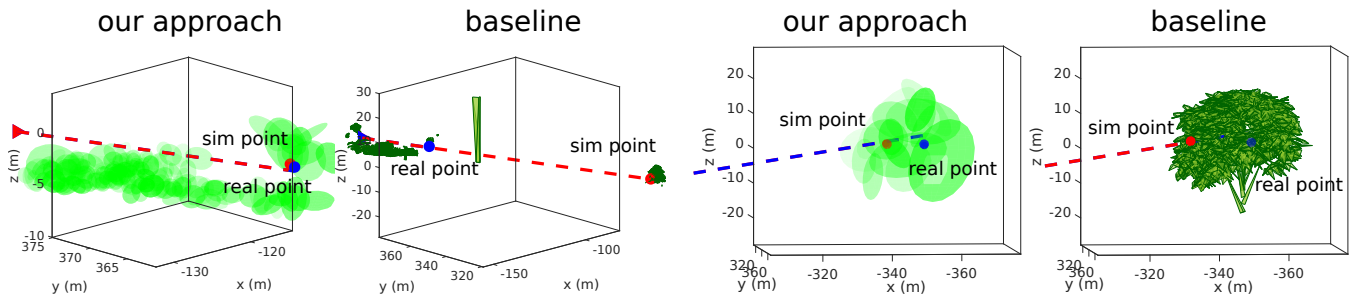 our approach
baseline
our approach
baseline
z (m)
0
-5
-10
375
370
365
y (m)
-130
-120
x (m)
sim point
real point
z (m)
30
20
10
0
-10
-20
360
340
320
y (m)
-150
-100
x (m)
sim point
real point
z (m)
20
10
0
-10
-20
320
360
y (m)
-320
-340
-360
x (m)
sim point
real point
z (m)
20
10
0
-10
-20
320
360
y (m)
-320
-340
-360
x (m)
sim point
real point